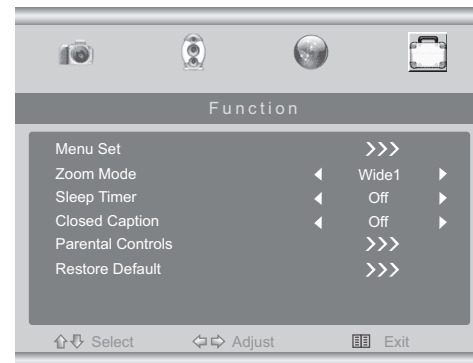 Function
Menu Set >>>
Zoom Mode Wide1
Sleep Timer Off
Closed Caption Off
Parental Controls >>>
Restore Default >>>
Select Adjust Exit